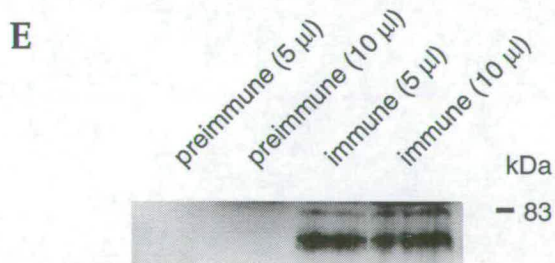 E
preimmune (5 µl)
preimmune (10 µl)
immune (5 µl)
immune (10 µl)
kDa
83